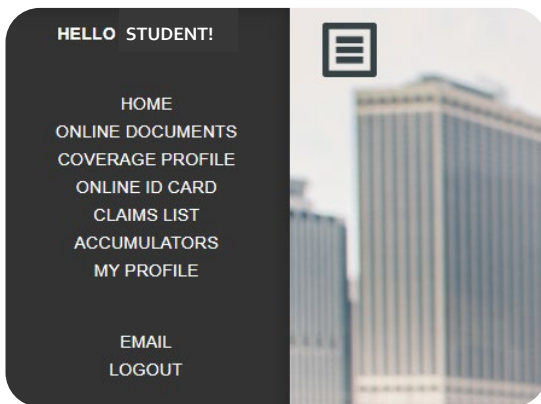 HELLO STUDENT!
HOME
ONLINE DOCUMENTS
COVERAGE PROFILE
ONLINE ID CARD
CLAIMS LIST
ACCUMULATORS
MY PROFILE
EMAIL
LOGOUT